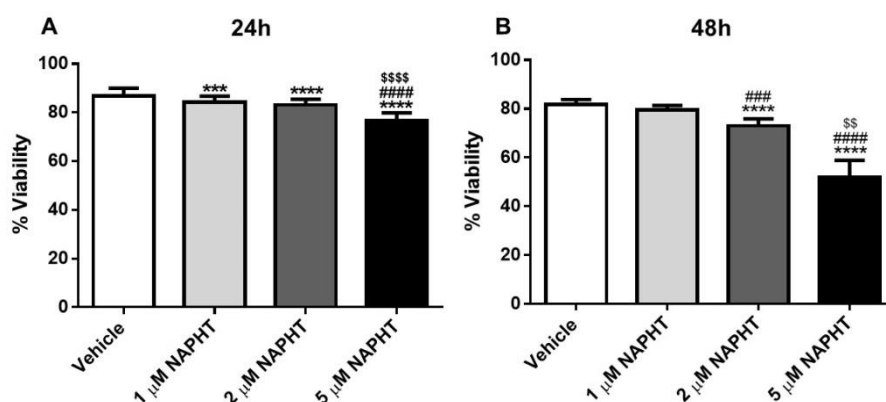 A
24h
% Viability
100
80
60
40
20
0
***
****
$$$$
####
****
Vehicle
1 μM NAPHT
2 μM NAPHT
5 μM NAPHT
B
48h
% Viability
100
80
60
40
20
0
###
****
$$
####
****
Vehicle
1 μM NAPHT
2 μM NAPHT
5 μM NAPHT